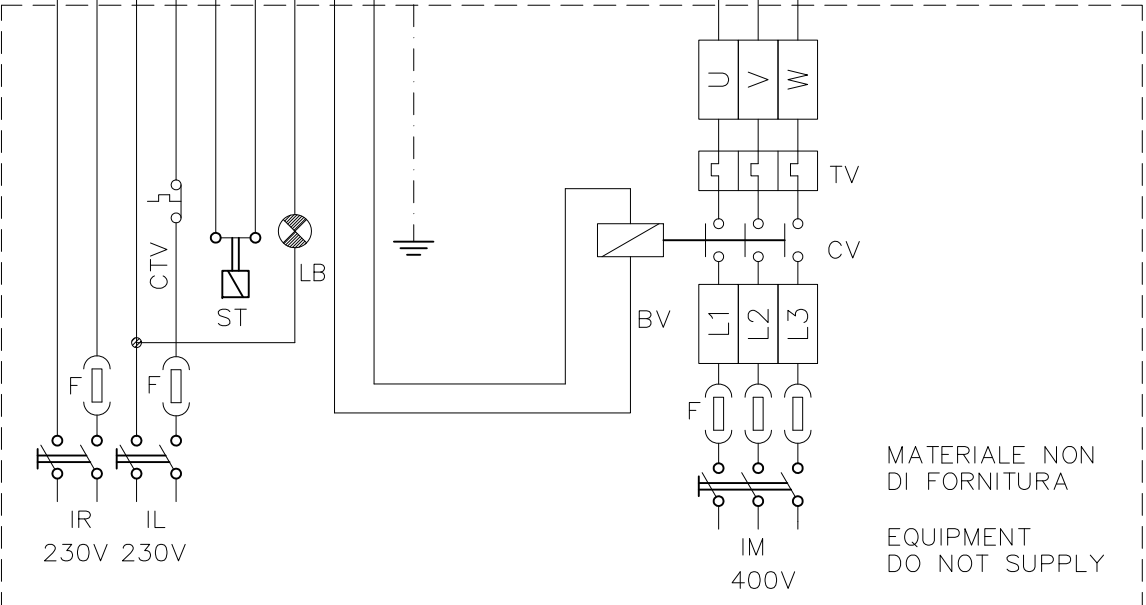 U
V
W
TV
CV
CTV
ST
LB
BV
L1
L2
L3
F
F
F
MATERIALE NON
DI FORNITURA
IR
IL
230V
230V
IM
400V
EQUIPMENT
DO NOT SUPPLY